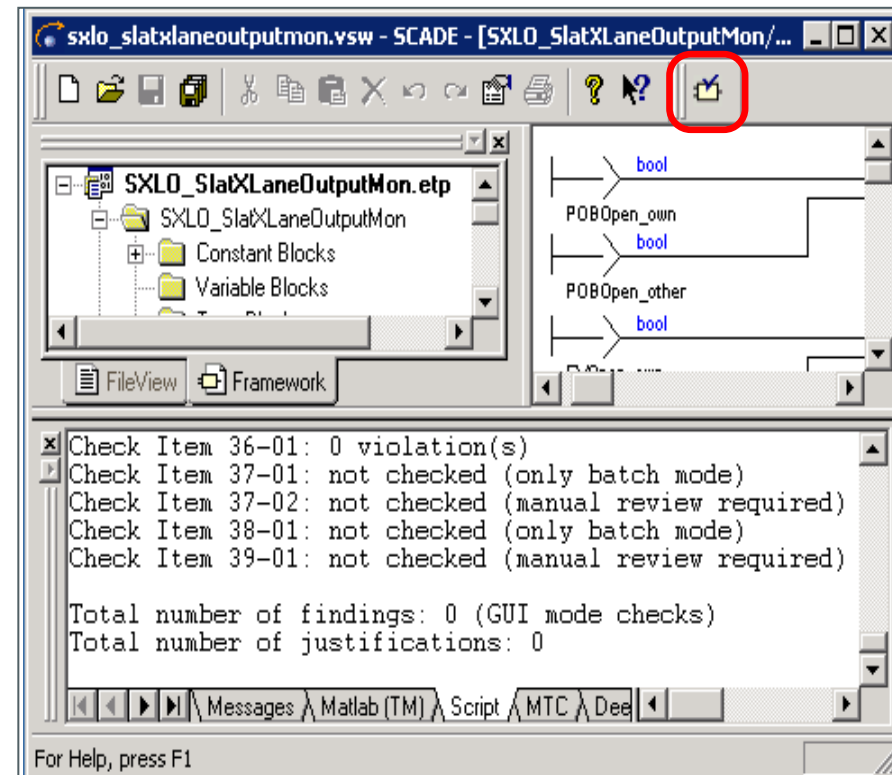 sxlo_slatxlaneoutputmon.vsw - SCADE - [SXLO_SlatXLaneOutputMon/...
SXLO_SlatXLaneOutputMon.etp
SXLO_SlatXLaneOutputMon
Constant Blocks
Variable Blocks
FileView
Framework
bool
POBOpen_own
bool
POBOpen_other
bool
Check Item 36-01: 0 violation(s)
Check Item 37-01: not checked (only batch mode)
Check Item 37-02: not checked (manual review required)
Check Item 38-01: not checked (only batch mode)
Check Item 39-01: not checked (manual review required)
Total number of findings: 0 (GUI mode checks)
Total number of justifications: 0
Messages Matlab (TM) Script MTC Dee
For Help, press F1